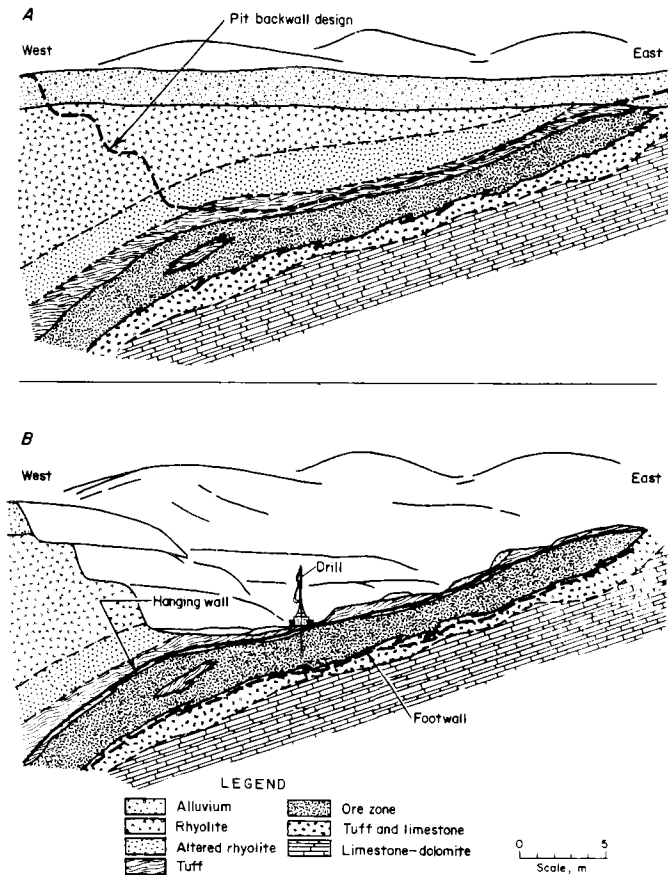 A
Pit backwall design
West
East
B
West
East
Drill
Hanging wall
Footwall
LEGEND
Alluvium
Rhyolite
Altered rhyolite
Tuff
Ore zone
Tuff and limestone
Limestone-dolomite
0 5
Scale, m